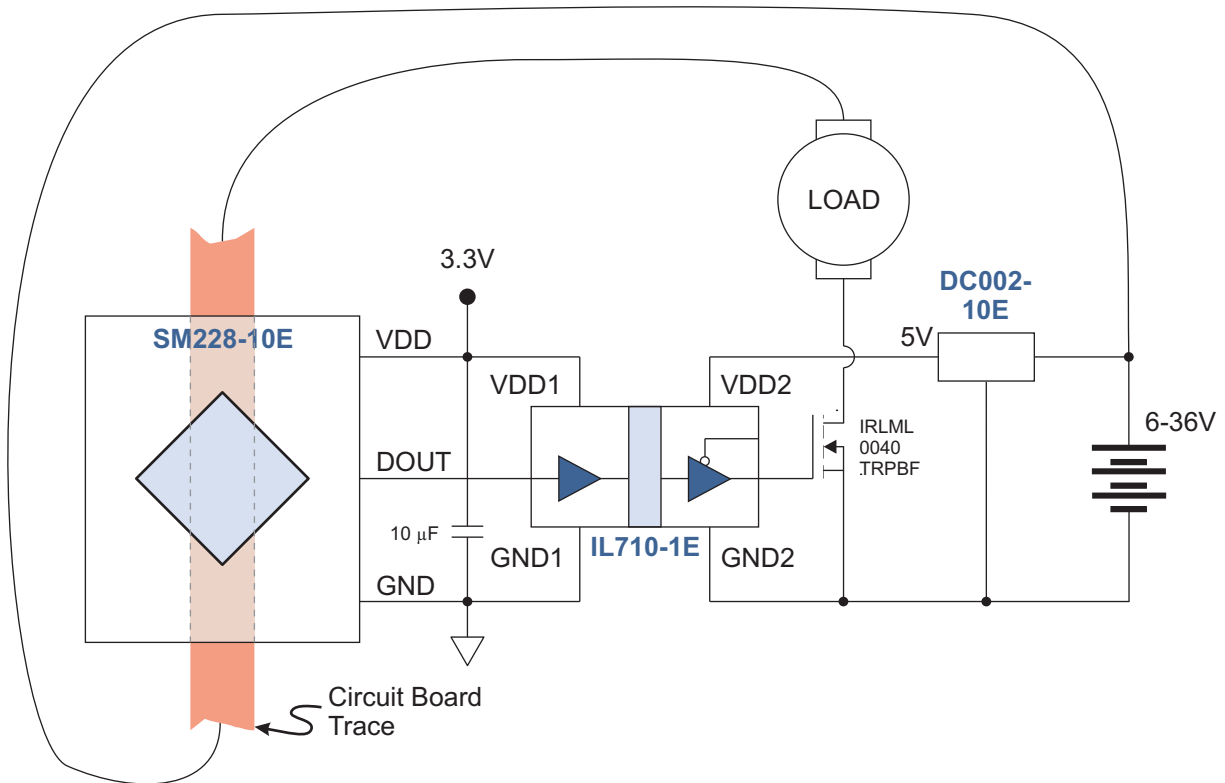 LOAD
3.3V
DC002-
10E
SM228-10E
VDD
5V
VDD1
VDD2
6-36V
IRLML
0040
TRPBF
DOUT
10 μF
IL710-1E
GND1
GND2
GND
Circuit Board
Trace